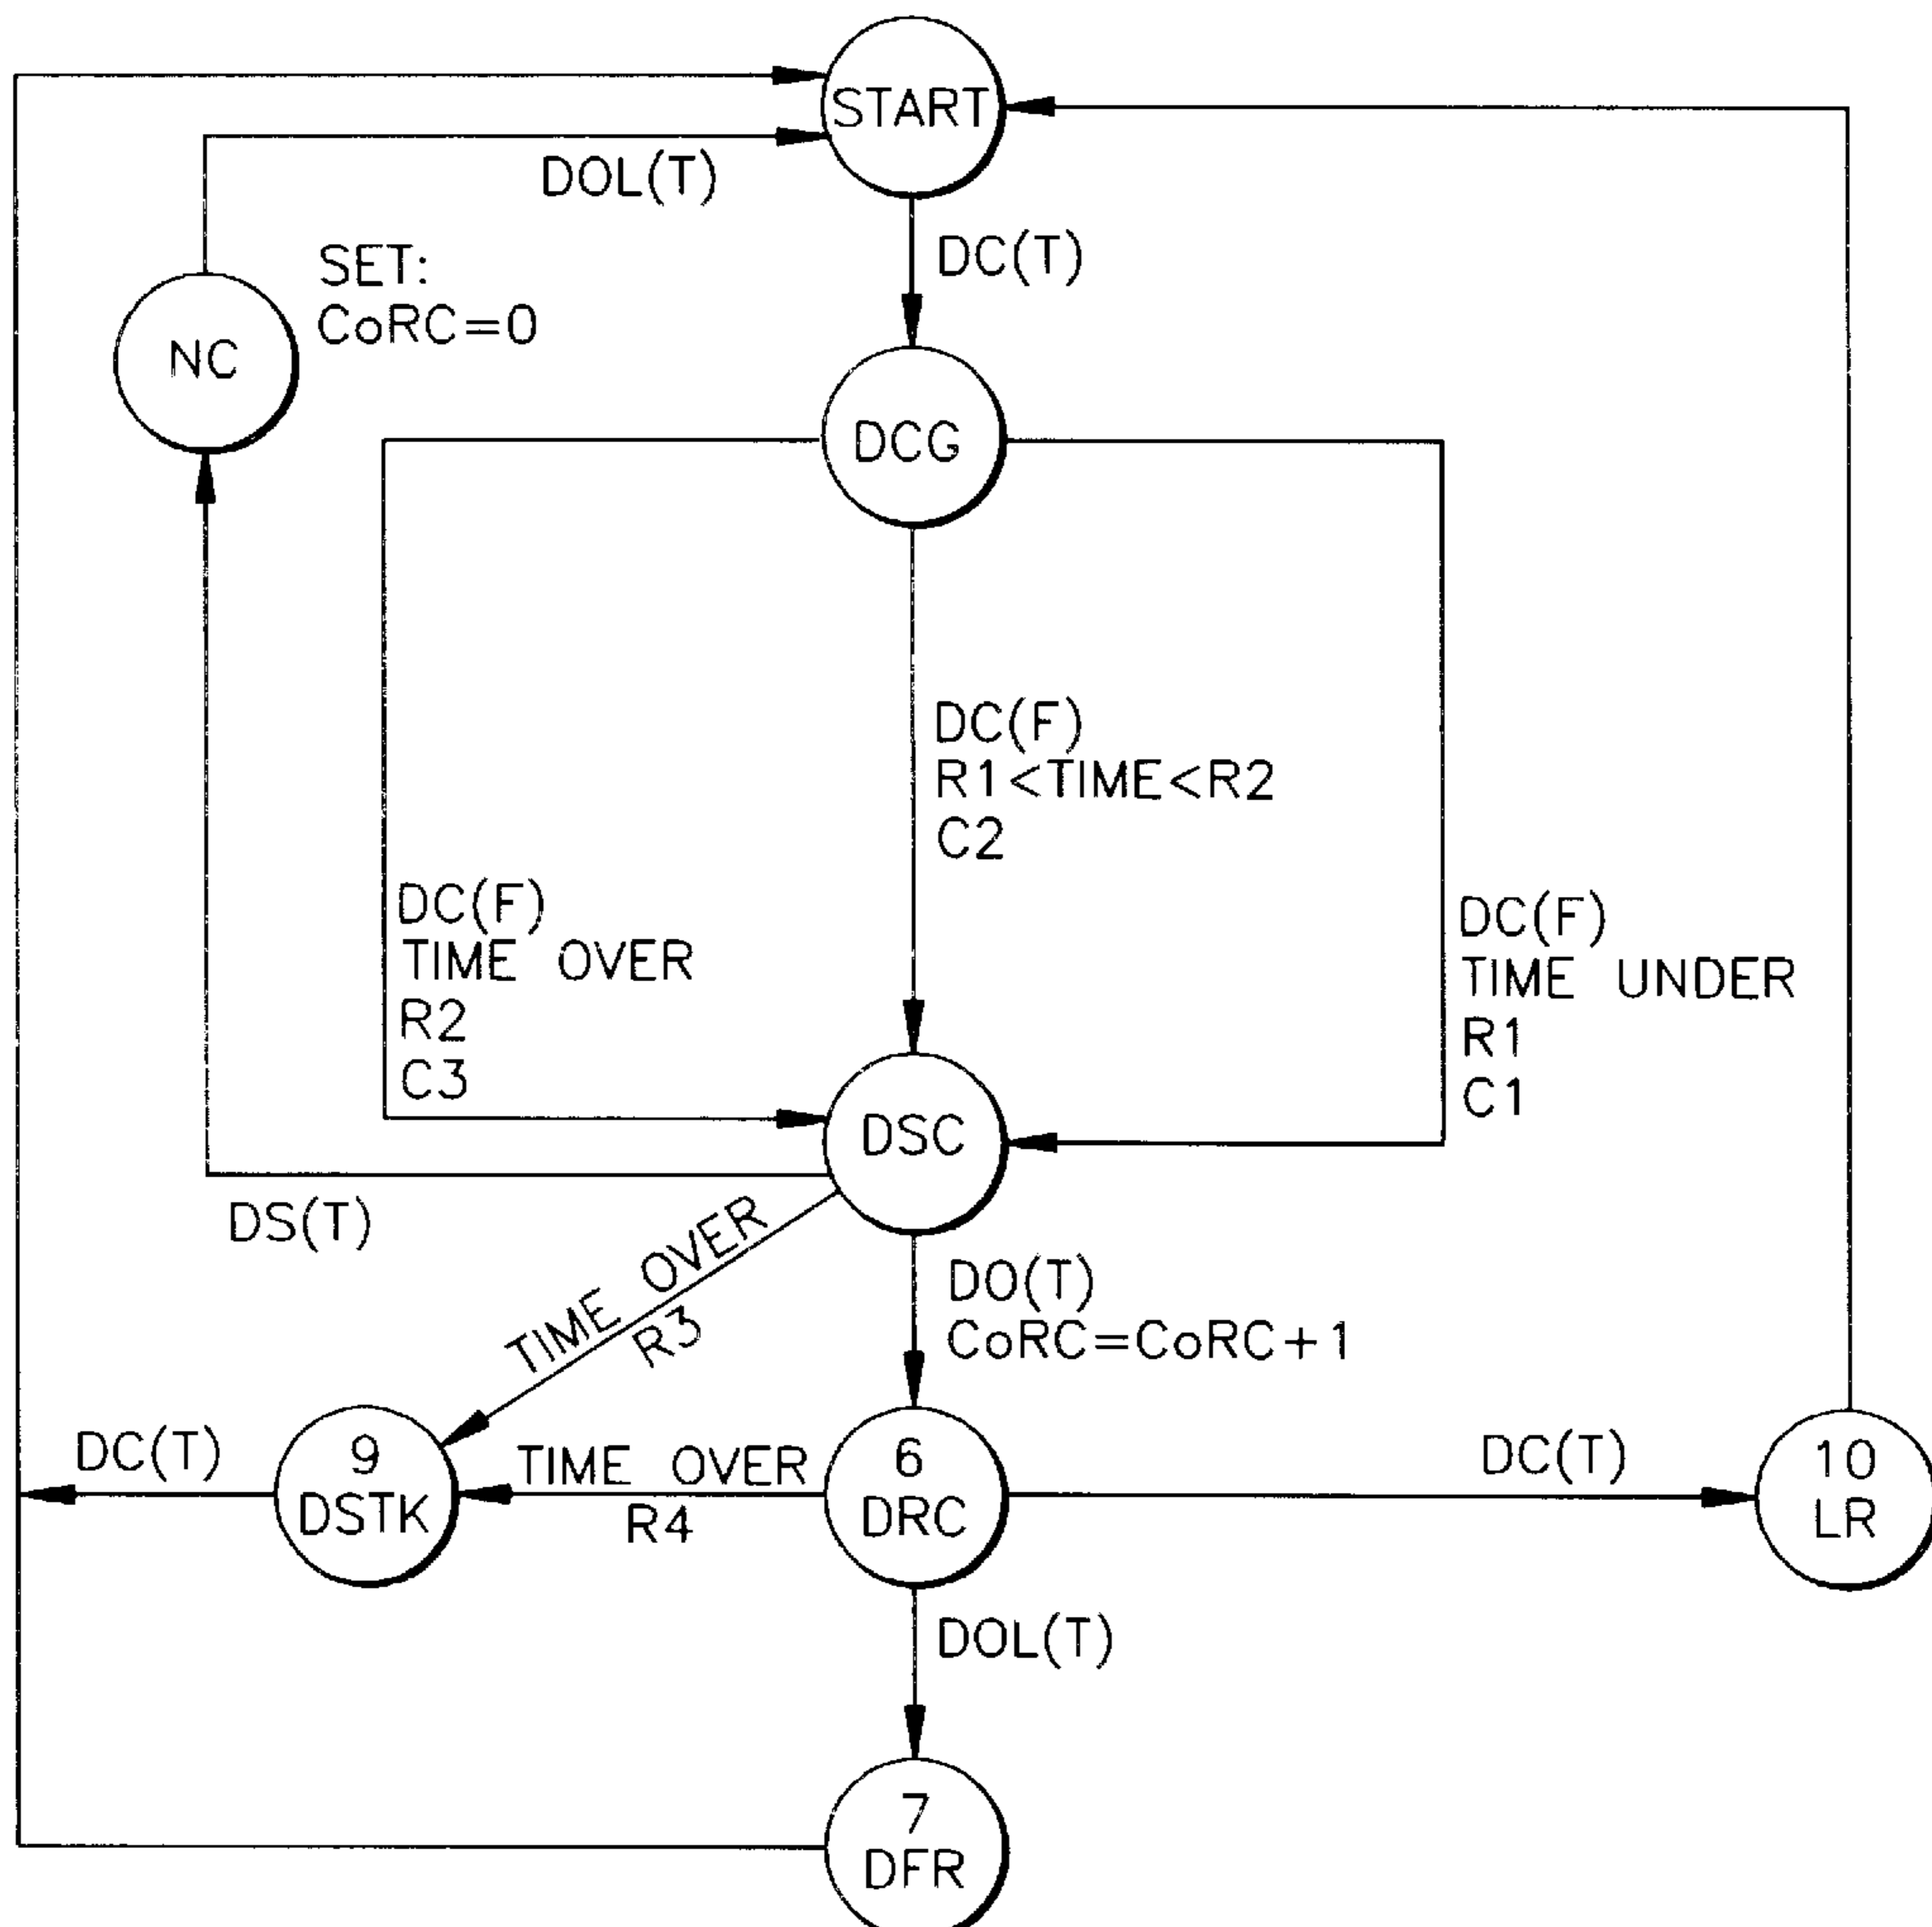 START
DOL(T)
DC(T)
SET:
CoRC=0
NC
DCG
DC(F)
R1<TIME<R2
C2
DC(F)
TIME OVER
R2
C3
DC(F)
TIME UNDER
R1
C1
DSC
DS(T)
TIME OVER
R3
DO(T)
CoRC=CoRC+1
DC(T)
9
DSTK
TIME OVER
R4
6
DRC
DC(T)
10
LR
DOL(T)
7
DFR